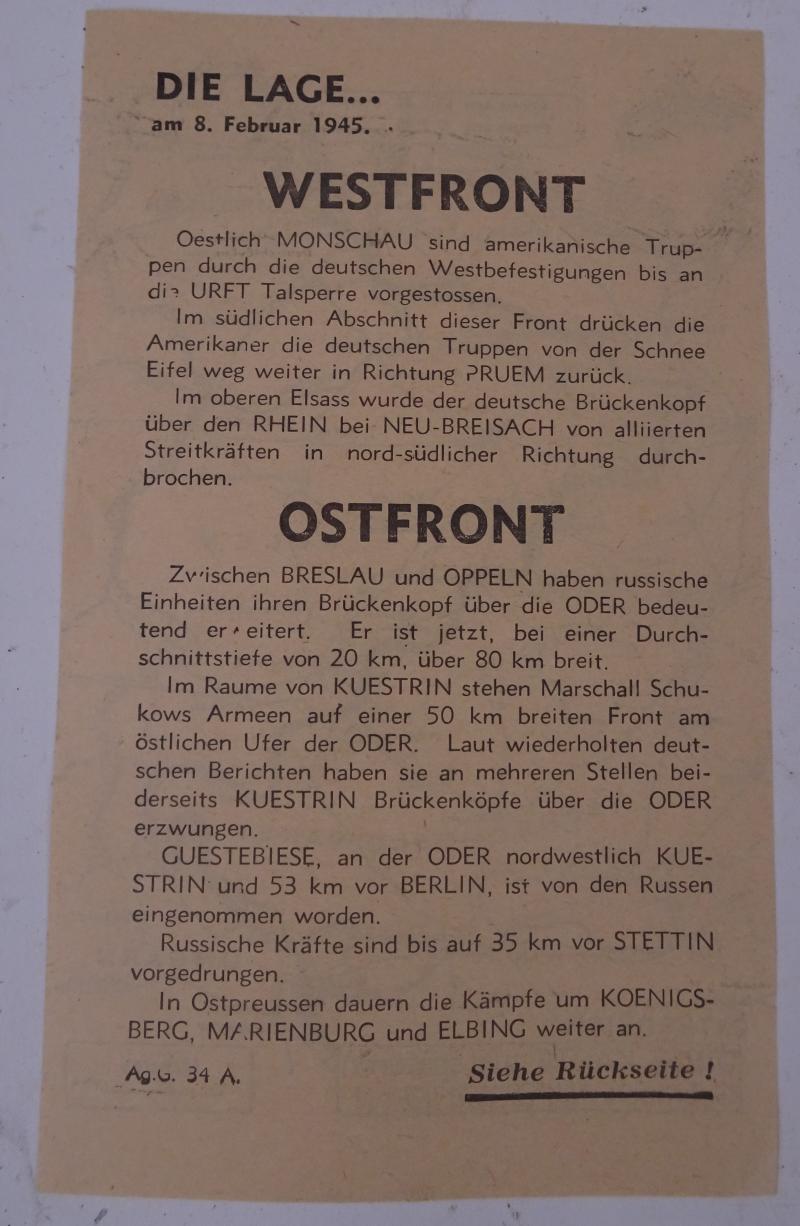 DIE LAGE...
am 8. Februar 1945.
WESTFRONT
Oestlich MONSCHAU sind amerikanische Trup-
pen durch die deutschen Westbefestigungen bis an
die URFT Talsperre vorgestossen.
Im südlichen Abschnitt dieser Front drücken die
Amerikaner die deutschen Truppen von der Schnee
Eifel weg weiter in Richtung PRUEM zurück.
Im oberen Elsass wurde der deutsche Brückenkopf
über den RHEIN bei NEU-BREISACH von alliierten
Streitkräften in nord-südlicher Richtung durch-
brochen.
OSTFRONT
Zwischen BRESLAU und OPPELN haben russische
Einheiten ihren Brückenkopf über die ODER bedeu-
tend erweitert. Er ist jetzt, bei einer Durch-
schnittstiefe von 20 km, über 80 km breit.
Im Raume von KUESTRIN stehen Marschall Schu-
kows Armeen auf einer 50 km breiten Front am
östlichen Ufer der ODER. Laut wiederholten deut-
schen Berichten haben sie an mehreren Stellen bei-
derseits KUESTRIN Brückenköpfe über die ODER
erzwungen.
GUESTEBIESE, an der ODER nordwestlich KUE-
STRIN und 53 km vor BERLIN, ist von den Russen
eingenommen worden.
Russische Kräfte sind bis auf 35 km vor STETTIN
vorgedrungen.
In Ostpreussen dauern die Kämpfe um KOENIGS-
BERG, MARIENBURG und ELBING weiter an.
Ag.G. 34 A.
Siehe Rückseite !